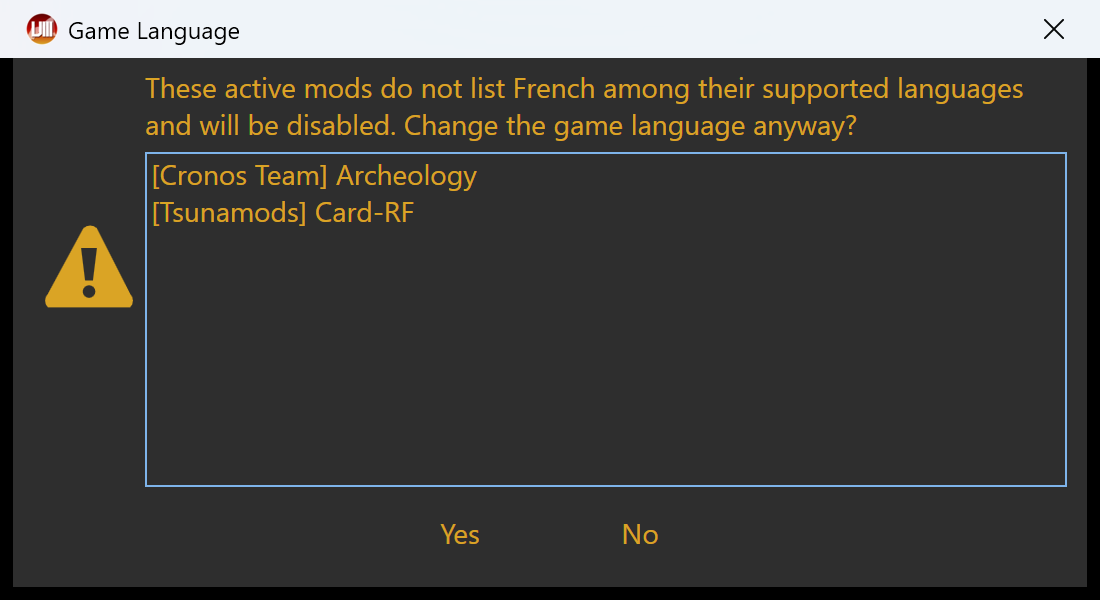 Game Language
These active mods do not list French among their supported languages
and will be disabled. Change the game language anyway?
[Cronos Team] Archeology
[Tsunamods] Card-RF
Yes
No